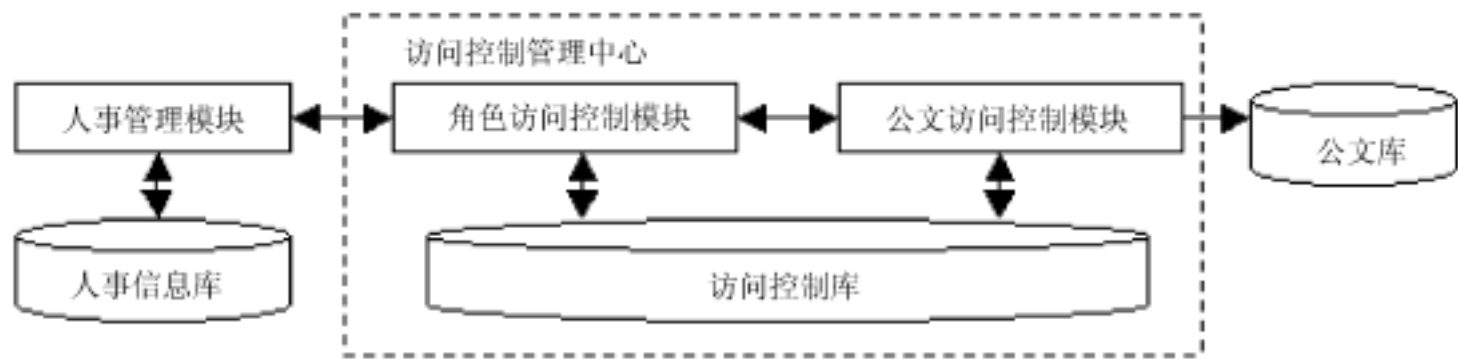 访问控制管理中心
人事管理模块
角色访问控制模块
公文访问控制模块
公文库
人事信息库
访问控制库